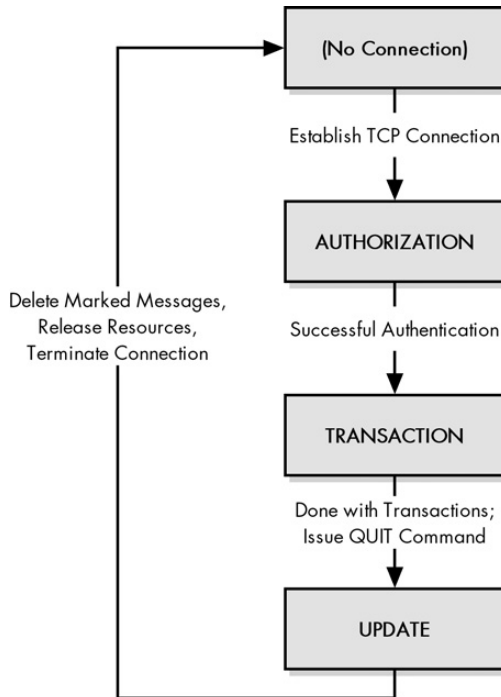 (No Connection)
Establish TCP Connection
AUTHORIZATION
Delete Marked Messages,
Release Resources,
Terminate Connection
Successful Authentication
TRANSACTION
Done with Transactions;
Issue QUIT Command
UPDATE